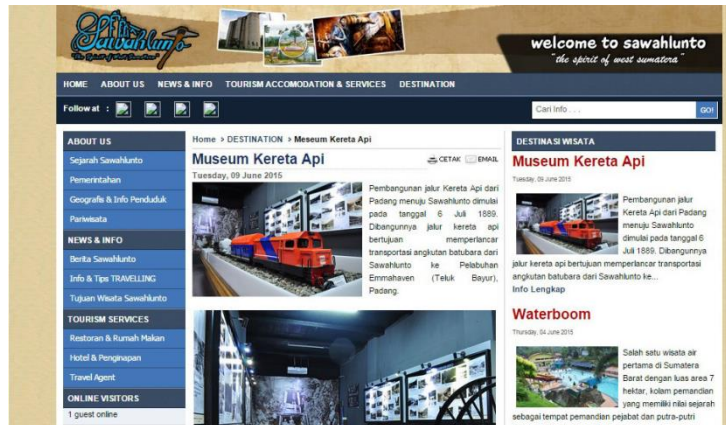 Sawahlunto
"the Spirit of West Sumatera"
welcome to sawahlunto
"the spirit of west sumatera"
HOME ABOUT US NEWS & INFO TOURISM ACCOMODATION & SERVICES DESTINATION
Follow at :
Cari Info . . .
GO!
ABOUT US
Sejarah Sawahlunto
Pemerintahan
Geografis & Info Penduduk
Pariwisata
NEWS & INFO
Berita Sawahlunto
Info & Tips TRAVELLING
Tujuan Wisata Sawahlunto
TOURISM SERVICES
Restoran & Rumah Makan
Hotel & Penginapan
Travel Agent
ONLINE VISITORS
1 guest online
Home > DESTINATION > Meseum Kereta Api
Museum Kereta Api
CETAK EMAIL
Tuesday, 09 June 2015
Pembangunan jalur Kereta Api dari
Padang menuju Sawahlunto dimulai
pada tanggal 6 Juli 1889.
Dibangunnya jalur kereta api
bertujuan memperlancar
transportasi angkutan batubara dari
Sawahlunto ke Pelabuhan
Emmahaven (Teluk Bayur),
Padang.
DESTINASI WISATA
Museum Kereta Api
Tuesday, 09 June 2015
Pembangunan jalur
Kereta Api dari Padang
menuju Sawahlunto
dimulai pada tanggal 6
Juli 1889. Dibangunnya
jalur kereta api bertujuan memperlancar transportasi
angkutan batubara dari Sawahlunto ke...
Info Lengkap
Waterboom
Thursday, 04 June 2015
Salah satu wisata air
pertama di Sumatera
Barat dengan luas area 7
hektar, kolam pemandian
yang memiliki nilai sejarah
sebagai tempat pemandian pejabat dan putra-putri